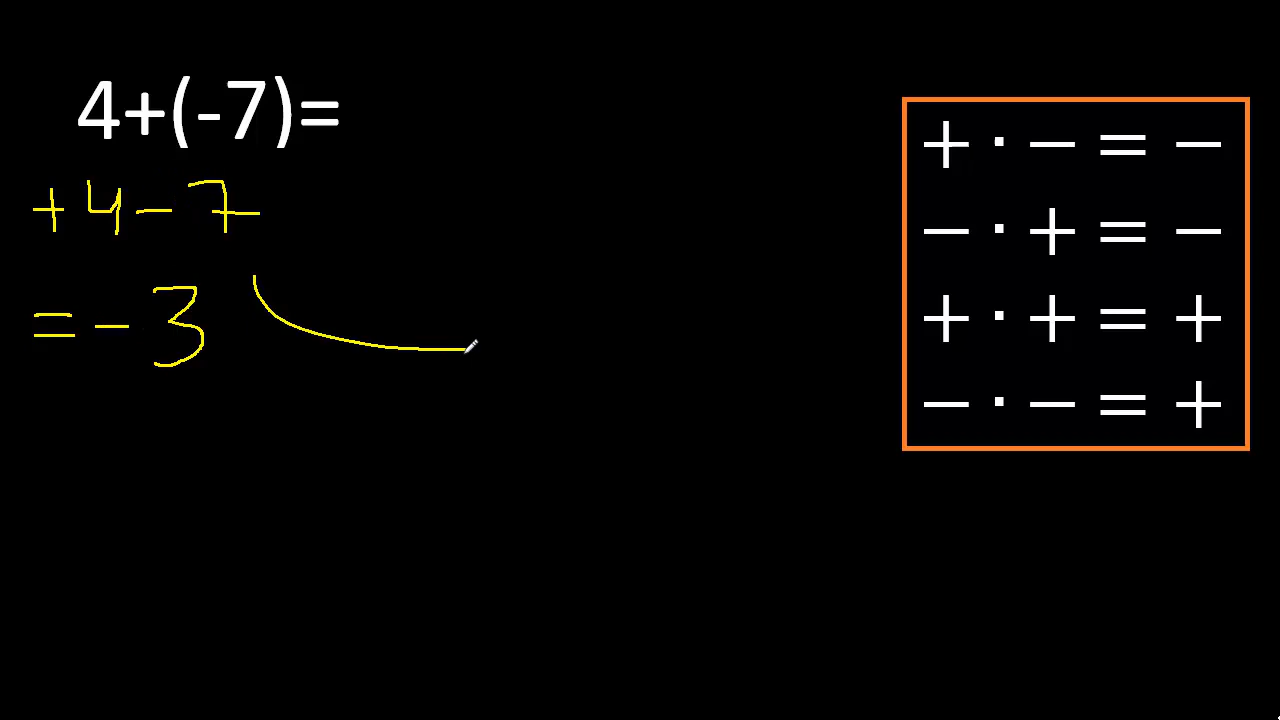 4+(-7)=
+4-7
=-3
+ · − = −
− · + = −
+ · + = +
− · − = +